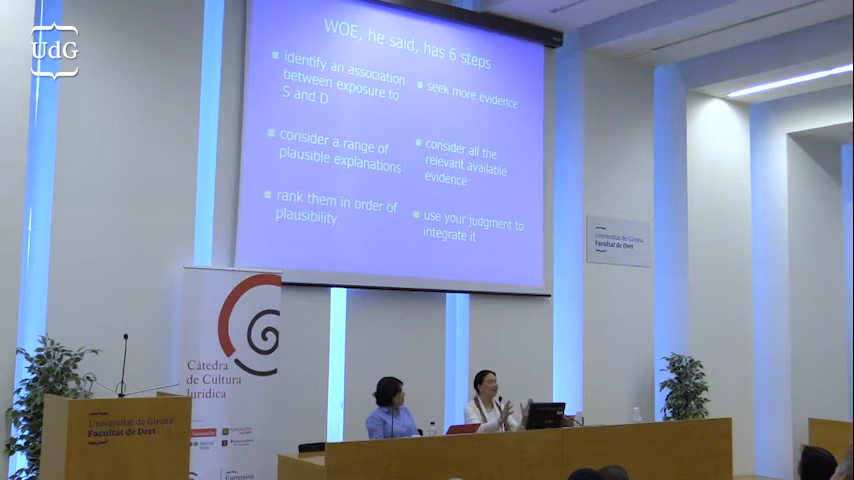 UdG
WOE, he said, has 6 steps
identify an association
between exposure to
S and D
consider a range of
plausible explanations
rank them in order of
plausibility
seek more evidence
consider all the
relevant available
evidence
use your judgment to
integrate it
Universitat de Girona
Facultat de Dret
Càtedra
de Cultura
Jurídica
Universitat de Girona
Facultat de Dret